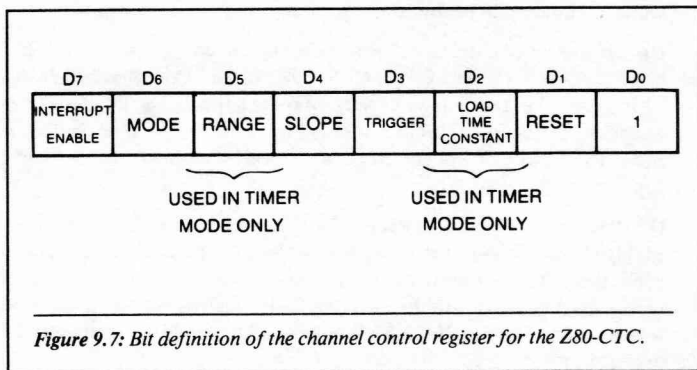 D7 D6 D5 D4 D3 D2 D1 D0
INTERRUPT ENABLE MODE RANGE SLOPE TRIGGER LOAD TIME CONSTANT RESET 1
USED IN TIMER MODE ONLY
USED IN TIMER MODE ONLY
Figure 9.7: Bit definition of the channel control register for the Z80-CTC.